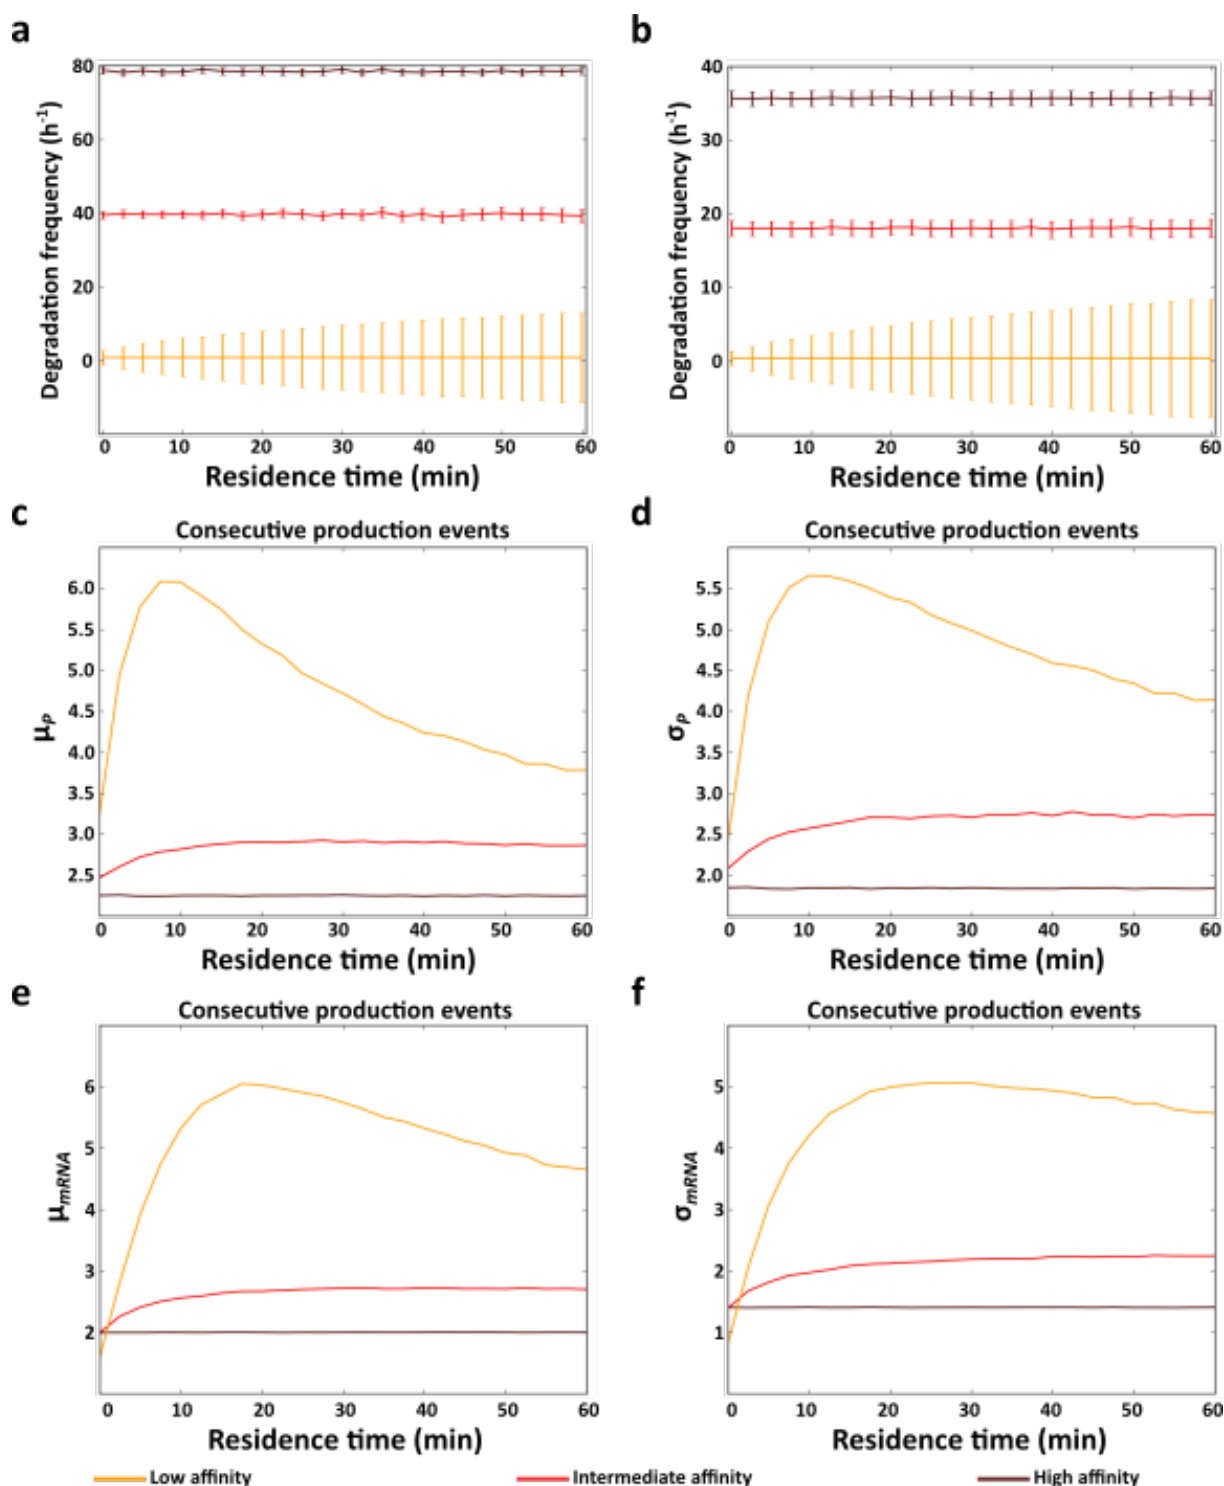 a
80
60
40
20
0
Degradation frequency (h⁻¹)
0 10 20 30 40 50 60
Residence time (min)
b
40
30
20
10
0
Degradation frequency (h⁻¹)
0 10 20 30 40 50 60
Residence time (min)
c
Consecutive production events
6.0
5.5
5.0
4.5
4.0
3.5
3.0
2.5
μP
0 10 20 30 40 50 60
Residence time (min)
d
Consecutive production events
5.5
5.0
4.5
4.0
3.5
3.0
2.5
2.0
σP
0 10 20 30 40 50 60
Residence time (min)
e
Consecutive production events
6
5
4
3
2
μmRNA
0 10 20 30 40 50 60
Residence time (min)
f
Consecutive production events
6
5
4
3
2
1
σmRNA
0 10 20 30 40 50 60
Residence time (min)
Low affinity
Intermediate affinity
High affinity